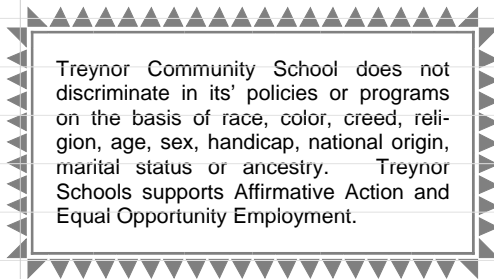 Treynor Community School does not
discriminate in its’ policies or programs
on the basis of race, color, creed, reli-
gion, age, sex, handicap, national origin,
marital status or ancestry. Treynor
Schools supports Affirmative Action and
Equal Opportunity Employment.